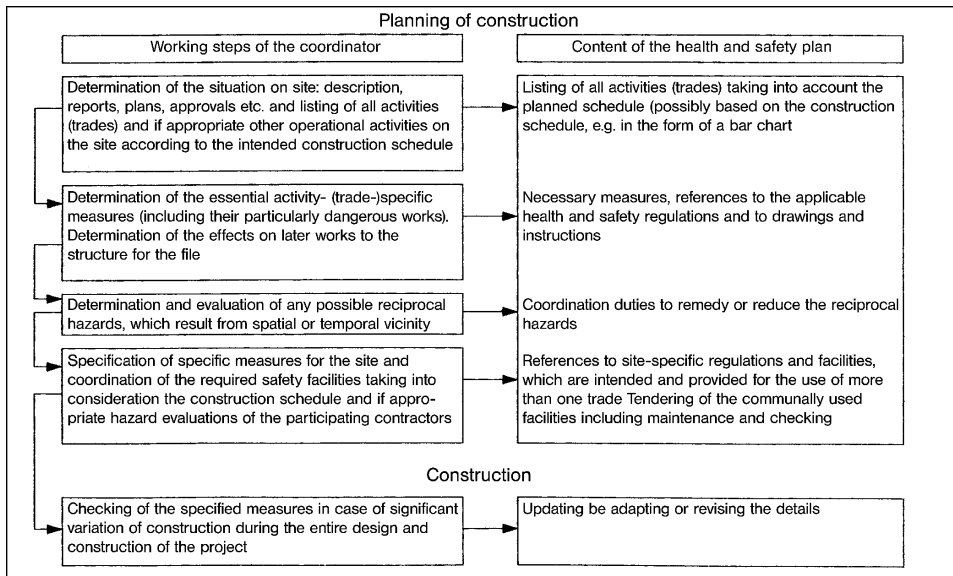 Planning of construction
Working steps of the coordinator
Content of the health and safety plan
Determination of the situation on site: description,
reports, plans, approvals etc. and listing of all activities
(trades) and if appropriate other operational activities on
the site according to the intended construction schedule
Listing of all activities (trades) taking into account the
planned schedule (possibly based on the construction
schedule, e.g. in the form of a bar chart
Determination of the essential activity- (trade-)specific
measures (including their particularly dangerous works).
Determination of the effects on later works to the
structure for the file
Necessary measures, references to the applicable
health and safety regulations and to drawings and
instructions
Determination and evaluation of any possible reciprocal
hazards, which result from spatial or temporal vicinity
Coordination duties to remedy or reduce the reciprocal
hazards
Specification of specific measures for the site and
coordination of the required safety facilities taking into
consideration the construction schedule and if appro-
priate hazard evaluations of the participating contractors
References to site-specific regulations and facilities,
which are intended and provided for the use of more
than one trade Tendering of the communally used
facilities including maintenance and checking
Construction
Checking of the specified measures in case of significant
variation of construction during the entire design and
construction of the project
Updating be adapting or revising the details